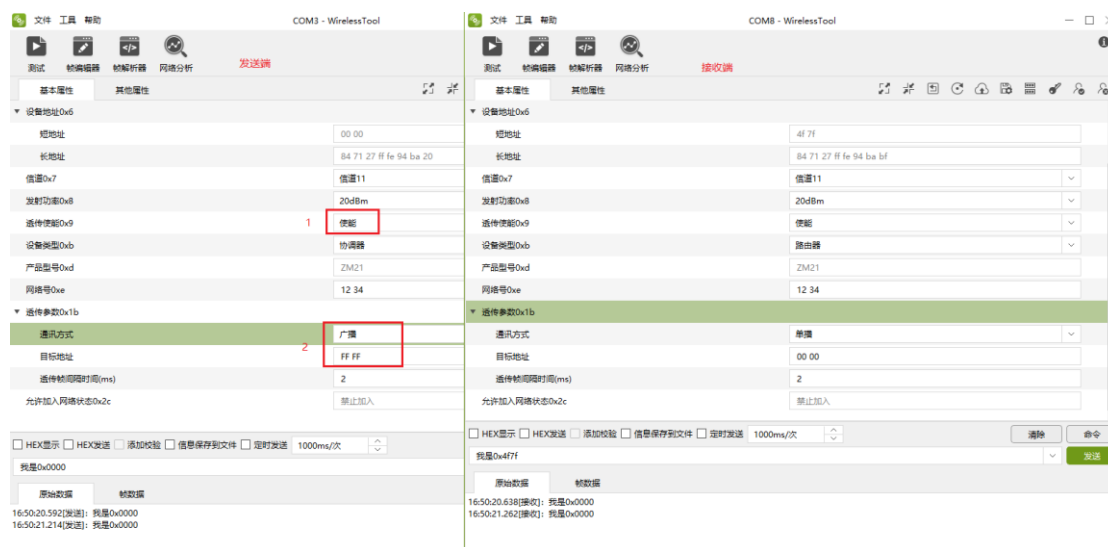 文件 工具 帮助 COM3 - WirelessTool
测试 帧编辑器 帧解析器 网络分析 发送端
基本属性 其他属性
设备地址0x6
短地址 00 00
长地址 84 71 27 ff fe 94 ba 20
信道0x7 信道11
发射功率0x8 20dBm
透传使能0x9 1 使能
设备类型0xb 协调器
产品型号0xd ZM21
网络号0xe 12 34
透传参数0x1b
通讯方式 广播
2
目标地址 FF FF
透传帧间隔时间(ms) 2
允许加入网络状态0x2c 禁止加入
HEX显示 HEX发送 添加校验 信息保存到文件 定时发送 1000ms/次
我是0x0000
原始数据 帧数据
16:50:20.592[发送]: 我是0x0000
16:50:21.214[发送]: 我是0x0000
文件 工具 帮助 COM8 - WirelessTool
测试 帧编辑器 帧解析器 网络分析 接收端
基本属性 其他属性
设备地址0x6
短地址 4f 7f
长地址 84 71 27 ff fe 94 ba bf
信道0x7 信道11
发射功率0x8 20dBm
透传使能0x9 使能
设备类型0xb 路由器
产品型号0xd ZM21
网络号0xe 12 34
透传参数0x1b
通讯方式 单播
目标地址 00 00
透传帧间隔时间(ms) 2
允许加入网络状态0x2c 禁止加入
HEX显示 HEX发送 添加校验 信息保存到文件 定时发送 1000ms/次 清除 命令
我是0x4f7f 发送
原始数据 帧数据
16:50:20.638[接收]: 我是0x0000
16:50:21.262[接收]: 我是0x0000